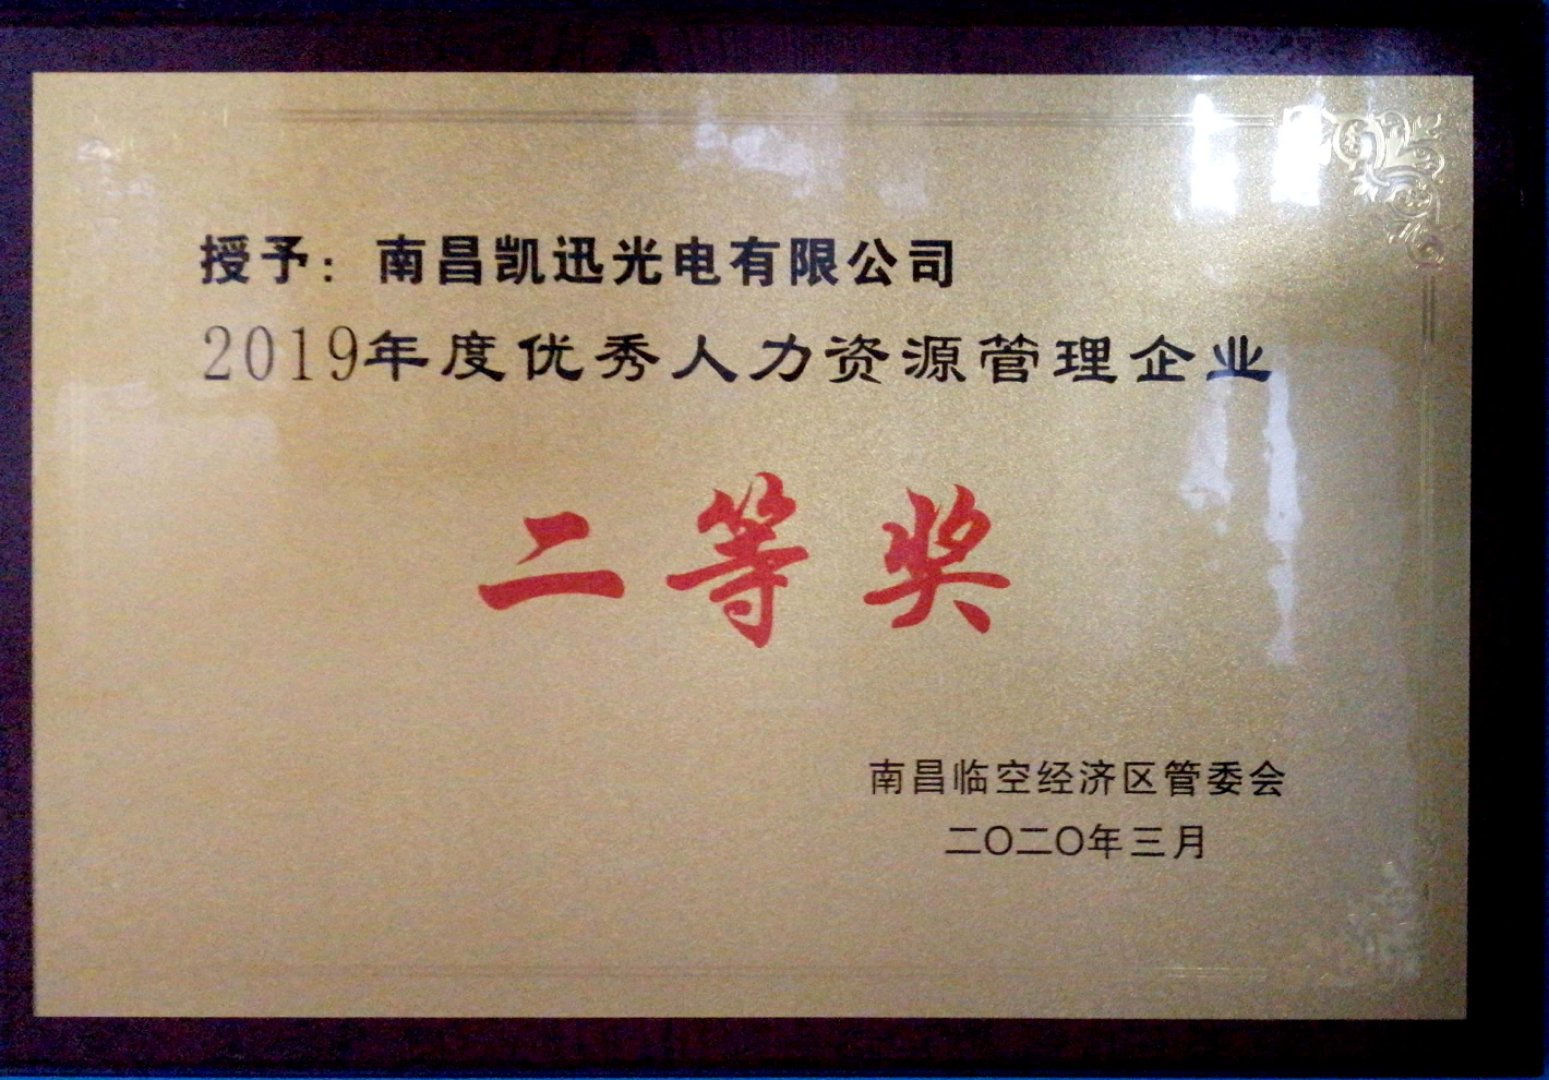 授予：南昌凯迅光电有限公司
2019年度优秀人力资源管理企业
二等奖
南昌临空经济区管委会
二〇二〇年三月